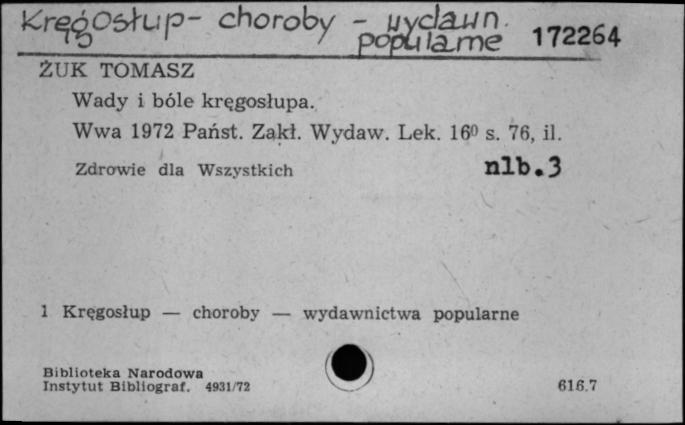 Kręgosłup - choroby - wydawn.
popularne 172264
ŻUK TOMASZ
Wady i bóle kręgosłupa.
Wwa 1972 Państ. Zakł. Wydaw. Lek. 16⁰ s. 76, il.
Zdrowie dla Wszystkich nlb.3
1 Kręgosłup — choroby — wydawnictwa popularne
Biblioteka Narodowa
Instytut Bibliograf. 4931/72 616.7